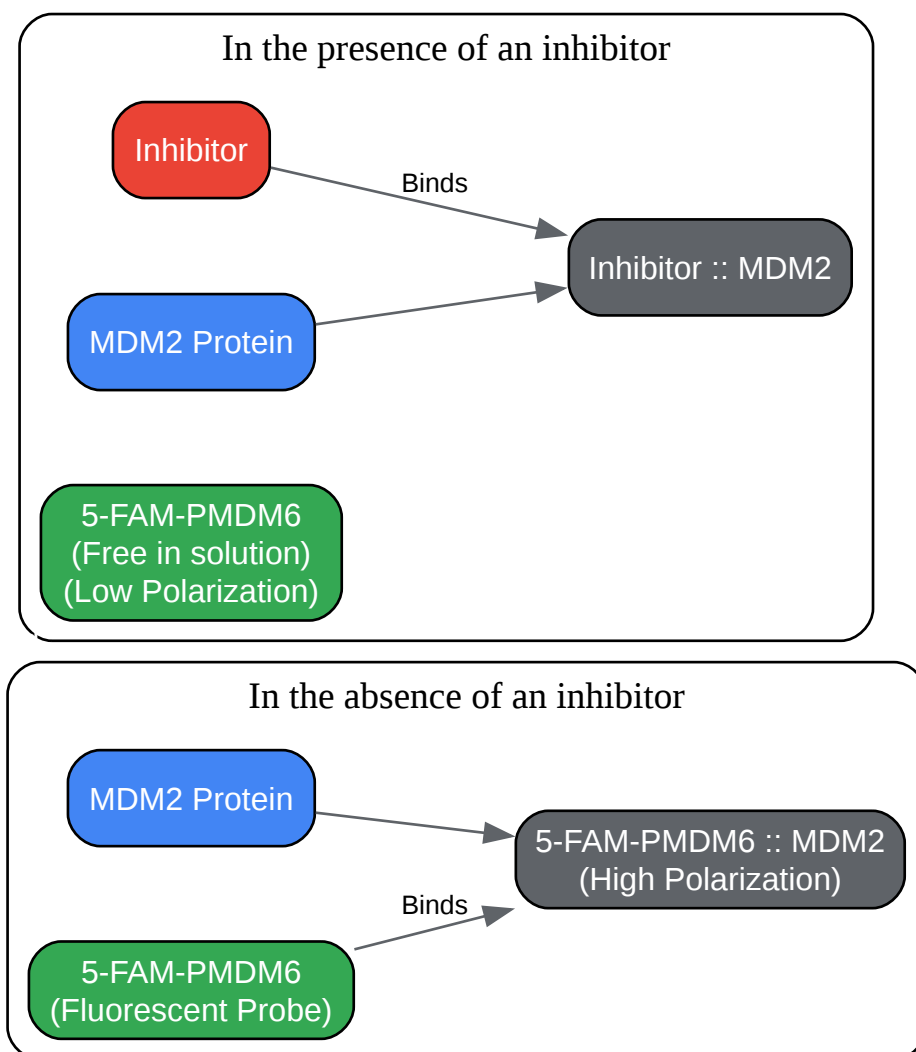 In the presence of an inhibitor
Inhibitor
Binds
Inhibitor :: MDM2
MDM2 Protein
5-FAM-PMDM6
(Free in solution)
(Low Polarization)
In the absence of an inhibitor
MDM2 Protein
5-FAM-PMDM6 :: MDM2
(High Polarization)
Binds
5-FAM-PMDM6
(Fluorescent Probe)